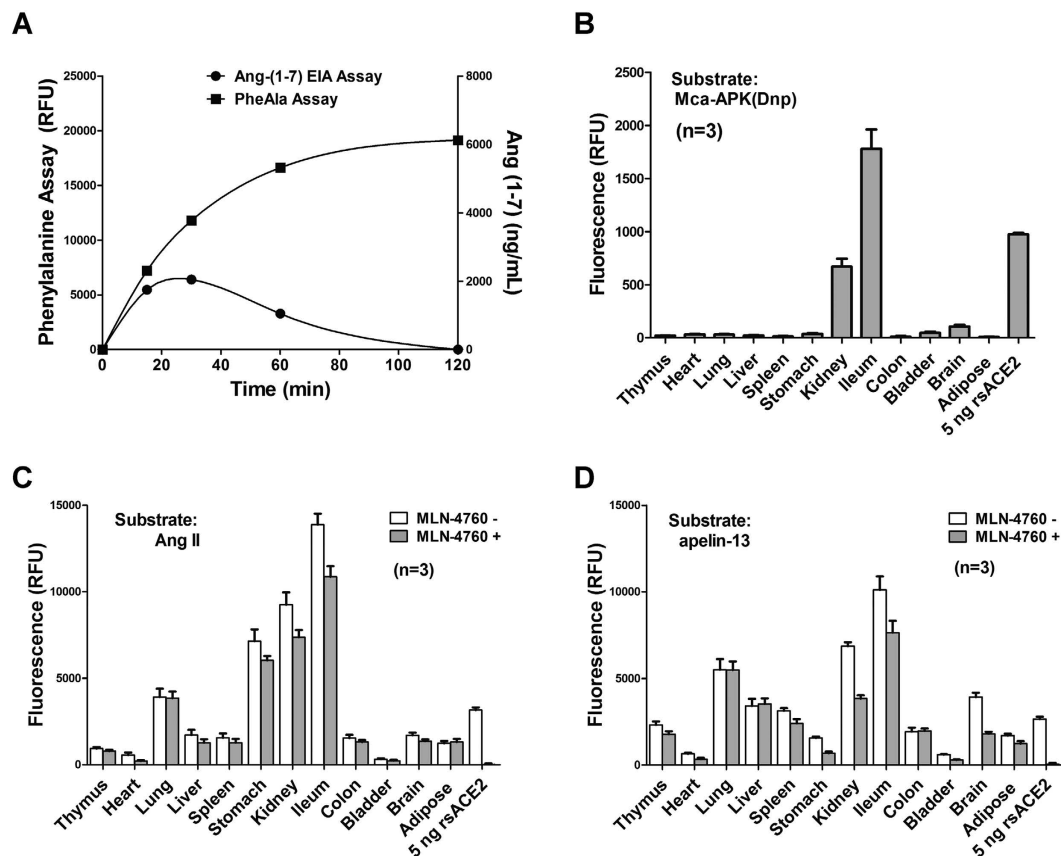 A
Ang-(1-7) EIA Assay
PheAla Assay
Phenylalanine Assay (RFU)
25000
20000
15000
10000
5000
0
Ang (1-7) (ng/mL)
8000
6000
4000
2000
0
0 20 40 60 80 100 120
Time (min)
B
Substrate:
Mca-APK(Dnp)
(n=3)
Fluorescence (RFU)
2500
2000
1500
1000
500
0
Thymus
Heart
Lung
Liver
Spleen
Stomach
Kidney
Ileum
Colon
Bladder
Brain
Adipose
5 ng rsACE2
C
Substrate:
Ang II
MLN-4760 -
MLN-4760 +
(n=3)
Fluorescence (RFU)
15000
10000
5000
0
Thymus
Heart
Lung
Liver
Spleen
Stomach
Kidney
Ileum
Colon
Bladder
Brain
Adipose
5 ng rsACE2
D
Substrate:
apelin-13
MLN-4760 -
MLN-4760 +
(n=3)
Fluorescence (RFU)
15000
10000
5000
0
Thymus
Heart
Lung
Liver
Spleen
Stomach
Kidney
Ileum
Colon
Bladder
Brain
Adipose
5 ng rsACE2